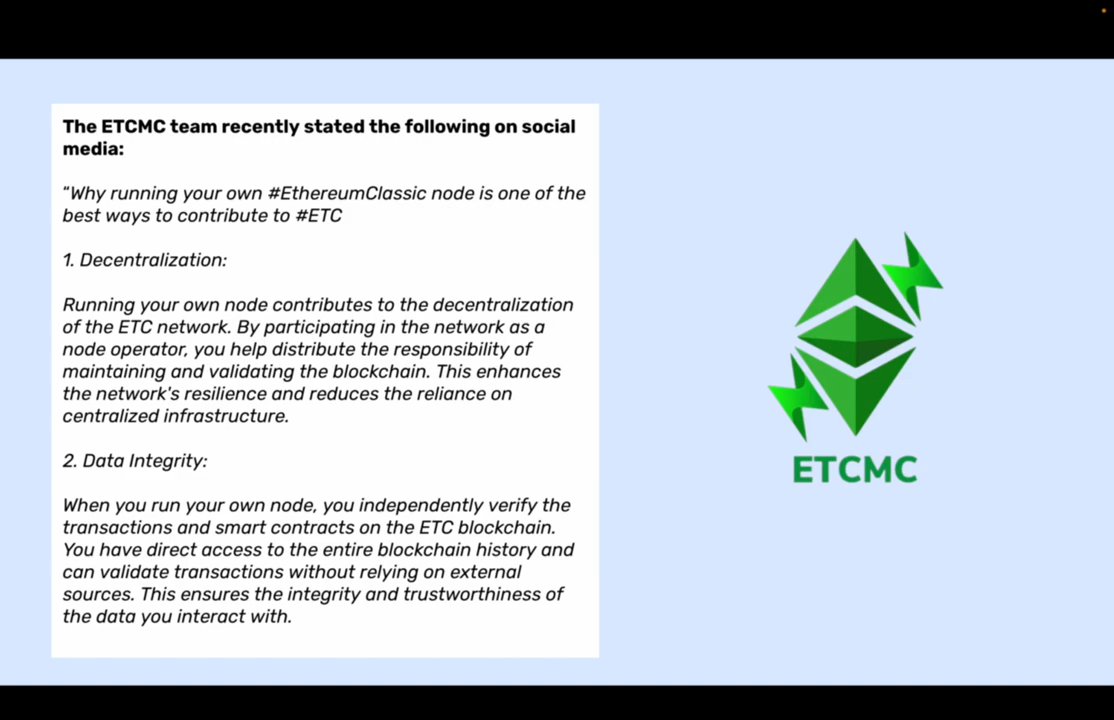 The ETCMC team recently stated the following on social
media:
“Why running your own #EthereumClassic node is one of the
best ways to contribute to #ETC
1. Decentralization:
Running your own node contributes to the decentralization
of the ETC network. By participating in the network as a
node operator, you help distribute the responsibility of
maintaining and validating the blockchain. This enhances
the network's resilience and reduces the reliance on
centralized infrastructure.
2. Data Integrity:
When you run your own node, you independently verify the
transactions and smart contracts on the ETC blockchain.
You have direct access to the entire blockchain history and
can validate transactions without relying on external
sources. This ensures the integrity and trustworthiness of
the data you interact with.
ETCMC